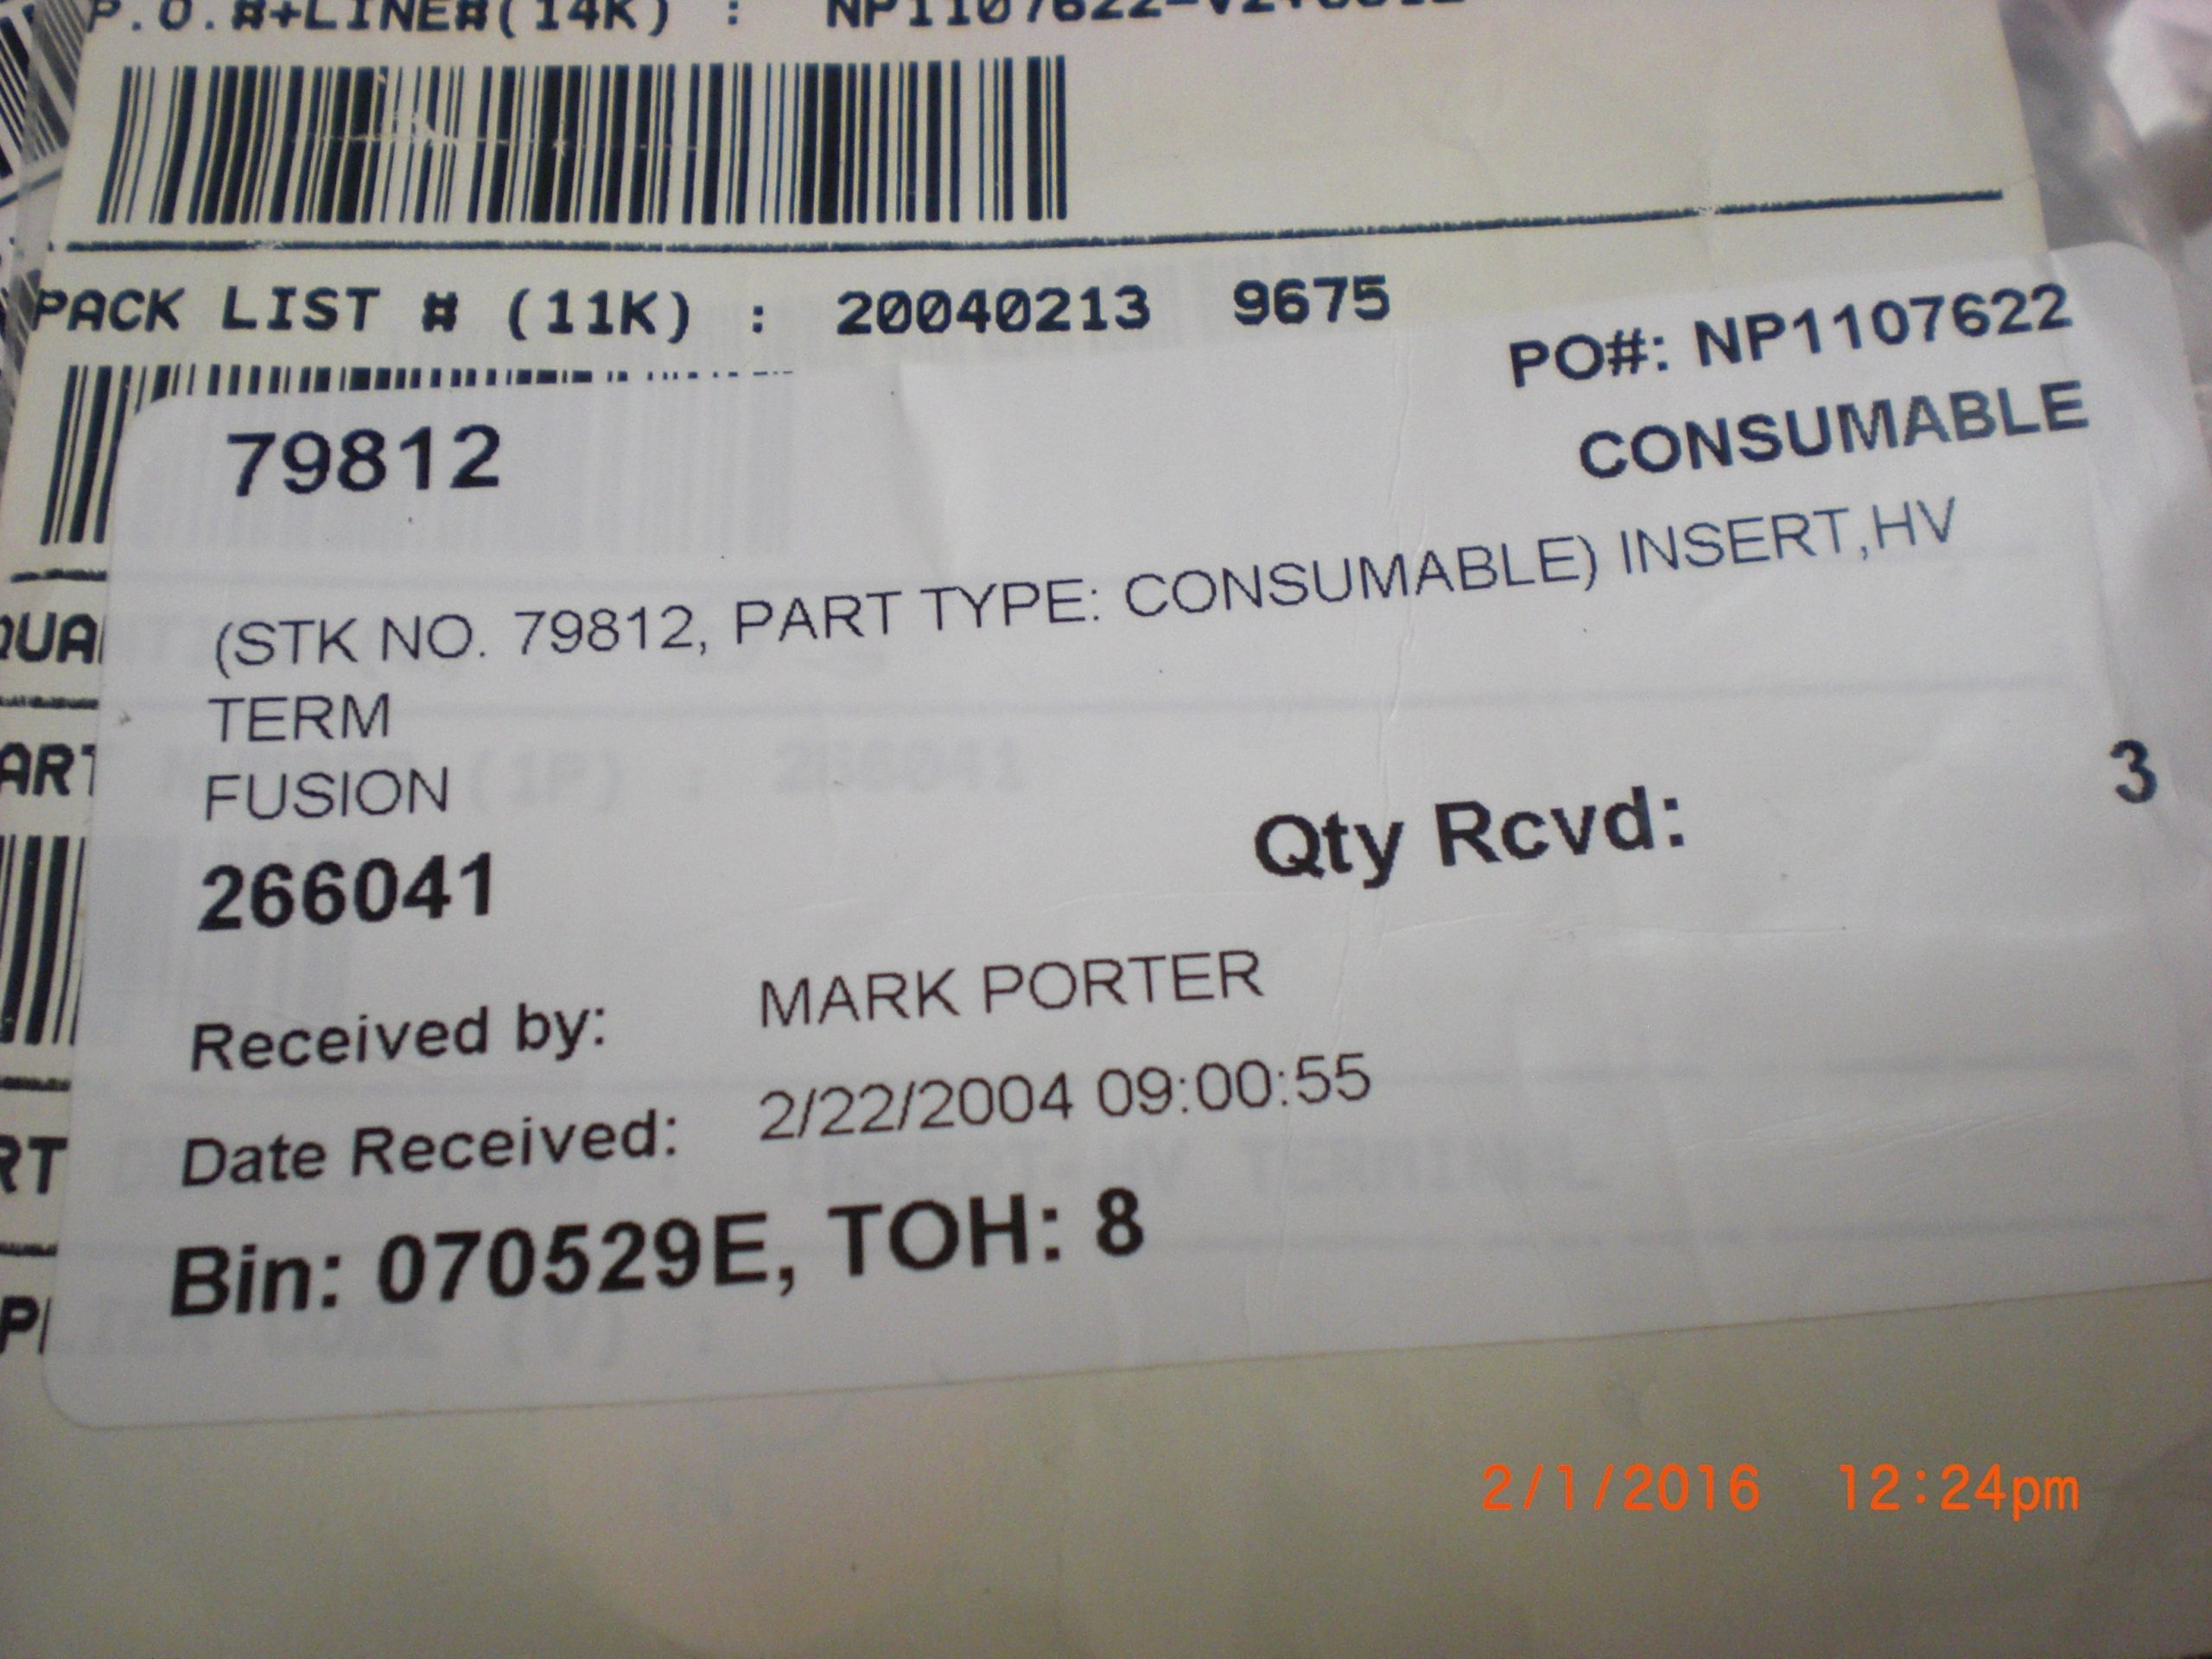 P.O.#+LINE#(14K) :
PACK LIST # (11K) : 20040213 9675
PO#: NP1107622
79812
CONSUMABLE
(STK NO. 79812, PART TYPE: CONSUMABLE) INSERT,HV
TERM
FUSION
266041
Qty Rcvd: 3
Received by: MARK PORTER
Date Received: 2/22/2004 09:00:55
Bin: 070529E, TOH: 8
2/1/2016 12:24pm